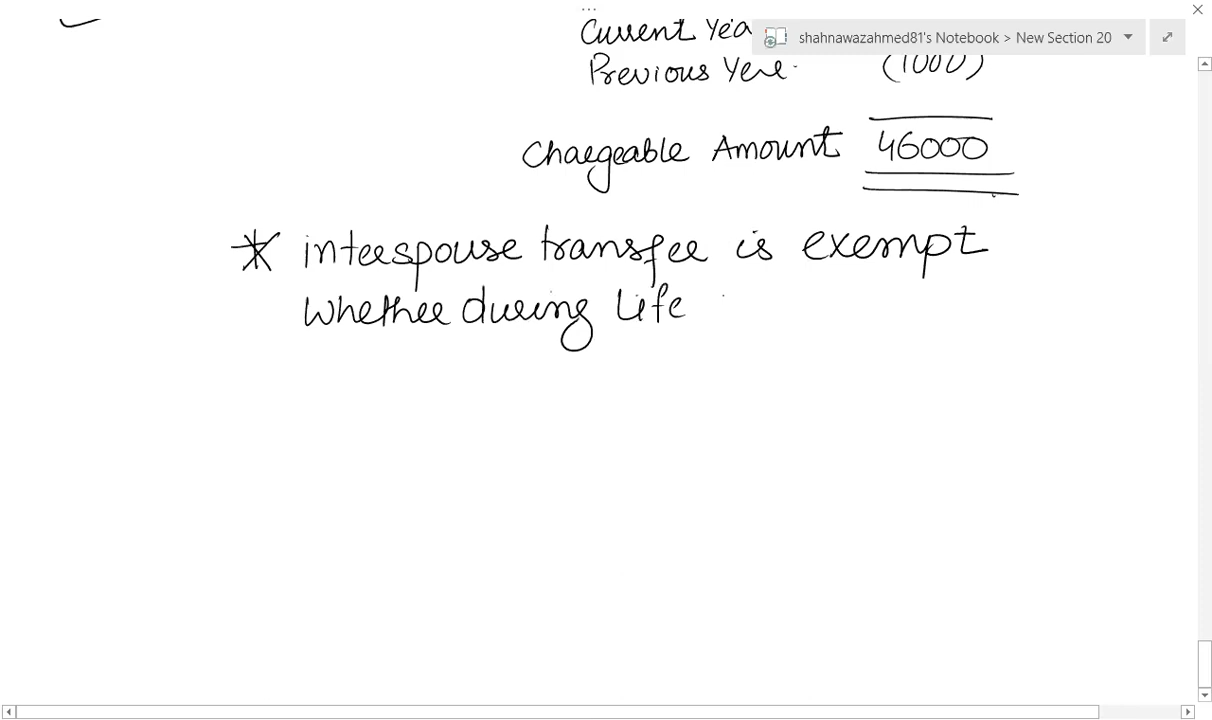 Current Yea
shahnawazahmed81's Notebook > New Section 20
Previous Year (1000)
Chargeable Amount 46000
* interspouse transfer is exempt
whether during life